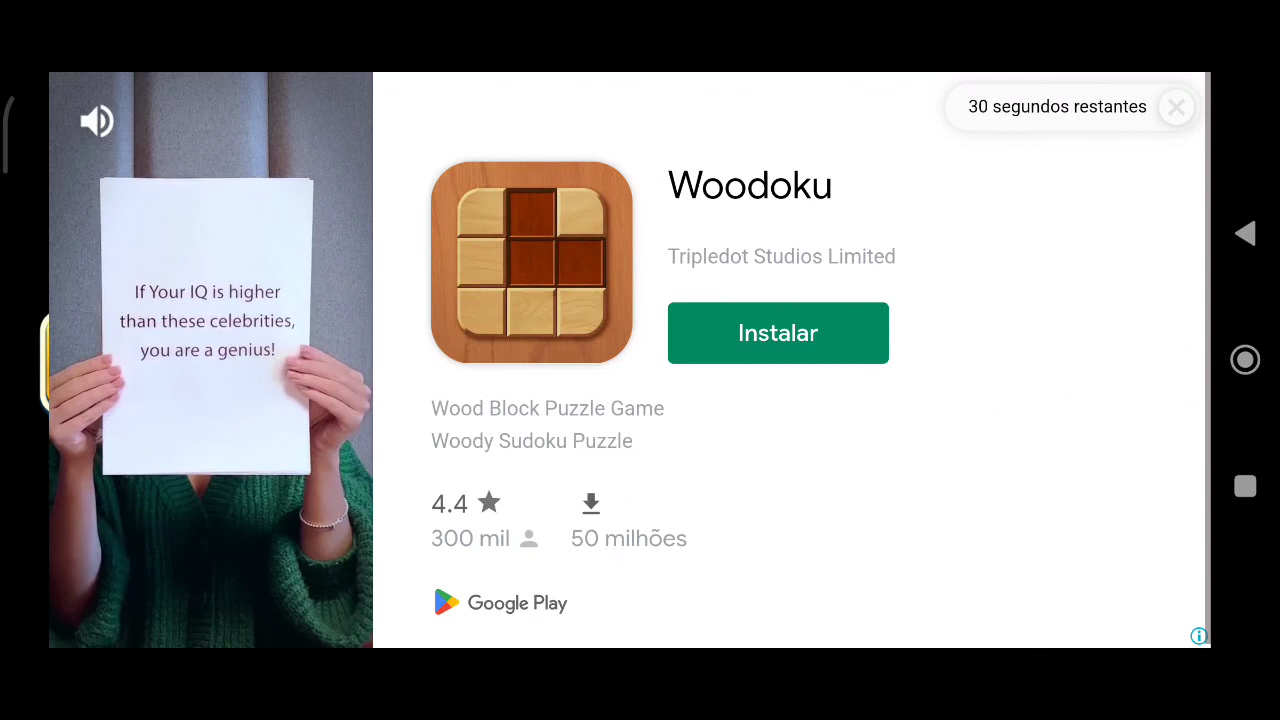 If Your IQ is higher
than these celebrities,
you are a genius!
30 segundos restantes
Woodoku
Tripledot Studios Limited
Instalar
Wood Block Puzzle Game
Woody Sudoku Puzzle
4.4
300 mil
50 milhões
Google Play